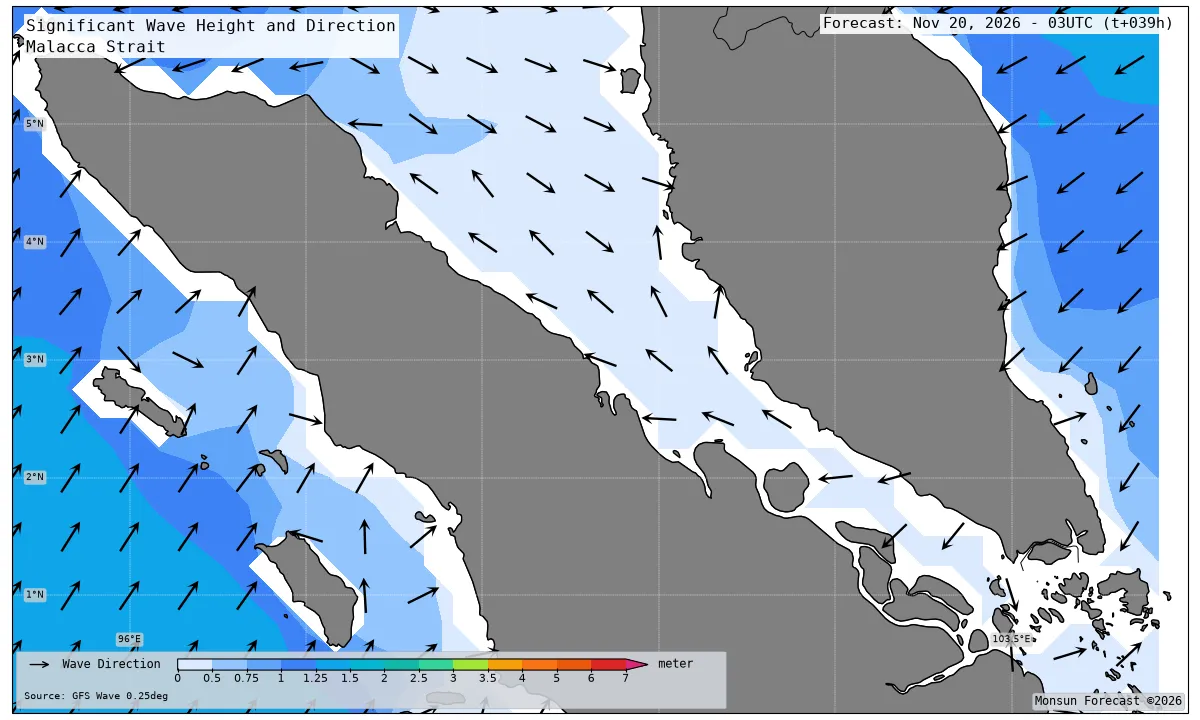 Significant Wave Height and Direction
Malacca Strait
Forecast: Nov 20, 2026 - 03UTC (t+039h)
5°N
4°N
3°N
2°N
1°N
96°E
103.5°E
Wave Direction
0 0.5 0.75 1 1.25 1.5 2 2.5 3 3.5 4 5 6 7
meter
Source: GFS Wave 0.25deg
Monsun Forecast ©2026